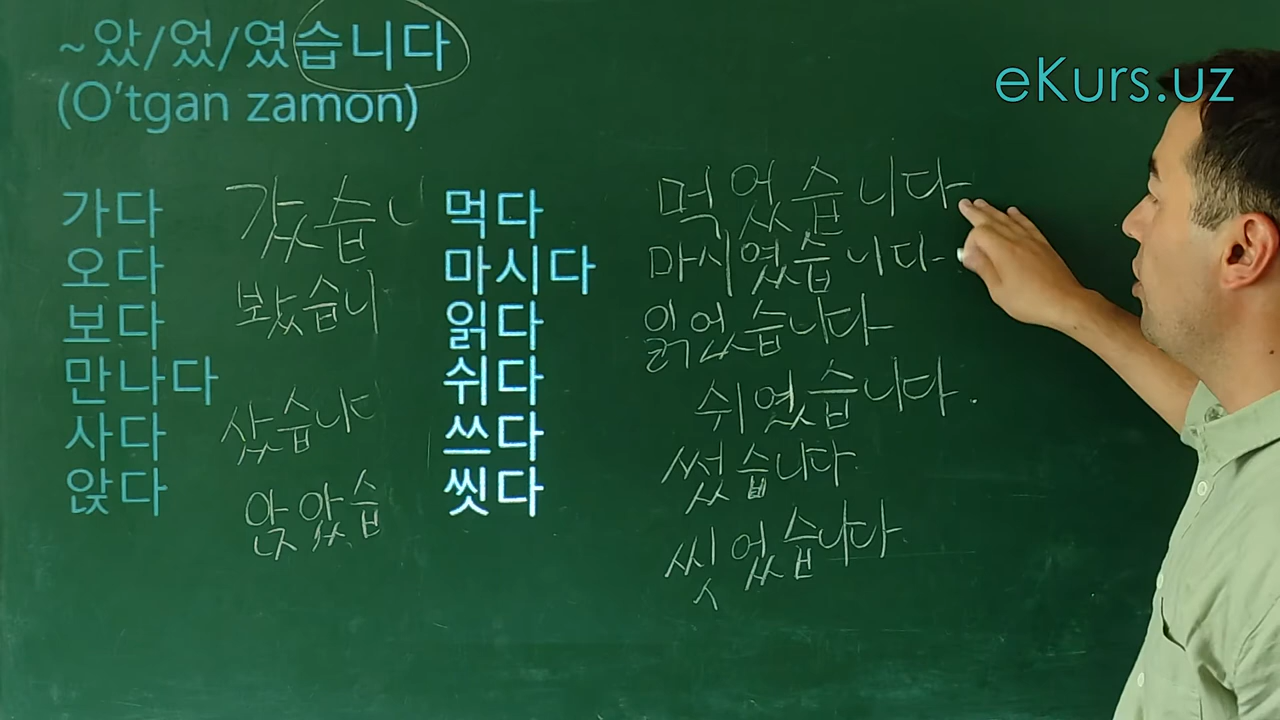 ~았/었/였습니다
(O'tgan zamon)
eKurs.uz
가다 갔습니
오다
보다 봤습니
만나다
사다 샀습니다
앉다 앉았습
먹다 먹었습니다
마시다 마시였습니다
읽다 읽었습니다
쉬다 쉬였습니다.
쓰다 썼습니다.
씻다 씻었습니다.